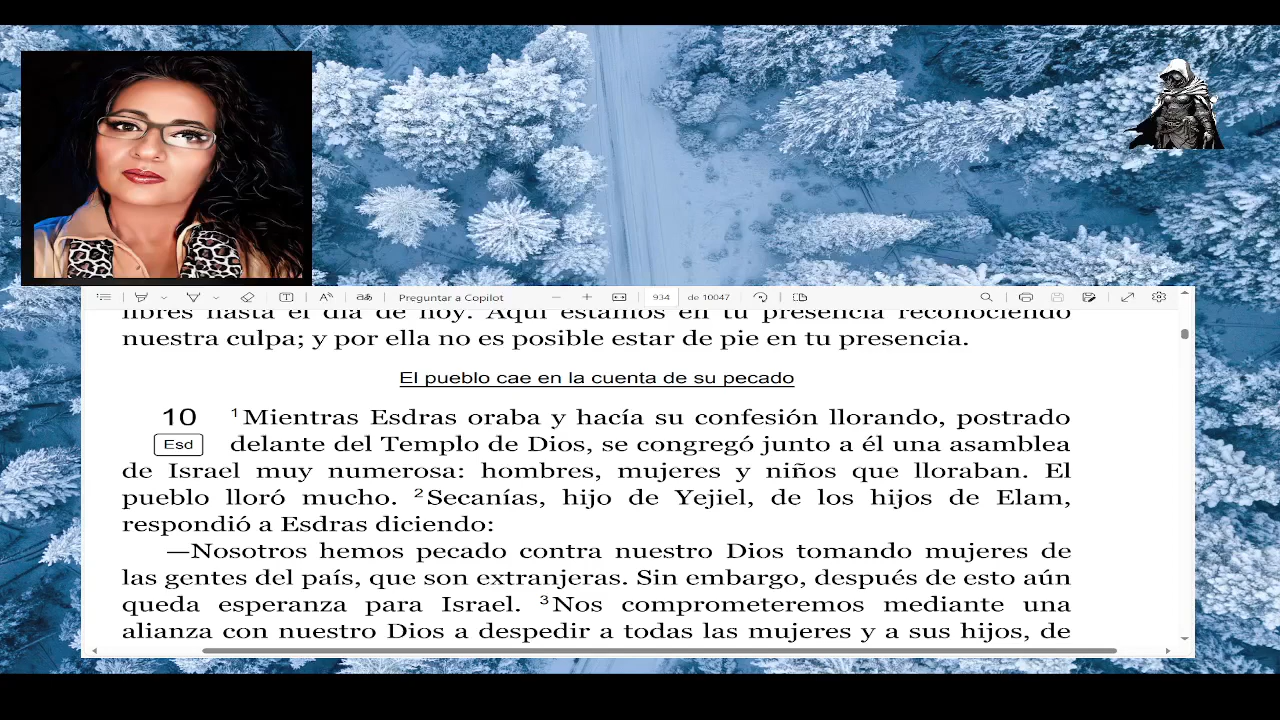 Preguntar a Copilot
934
de 10047
libres hasta el día de hoy. Aquí estamos en tu presencia reconociendo
nuestra culpa; y por ella no es posible estar de pie en tu presencia.
El pueblo cae en la cuenta de su pecado
10 ¹Mientras Esdras oraba y hacía su confesión llorando, postrado
Esd delante del Templo de Dios, se congregó junto a él una asamblea
de Israel muy numerosa: hombres, mujeres y niños que lloraban. El
pueblo lloró mucho. ²Secanías, hijo de Yejiel, de los hijos de Elam,
respondió a Esdras diciendo:
—Nosotros hemos pecado contra nuestro Dios tomando mujeres de
las gentes del país, que son extranjeras. Sin embargo, después de esto aún
queda esperanza para Israel. ³Nos comprometeremos mediante una
alianza con nuestro Dios a despedir a todas las mujeres y a sus hijos, de